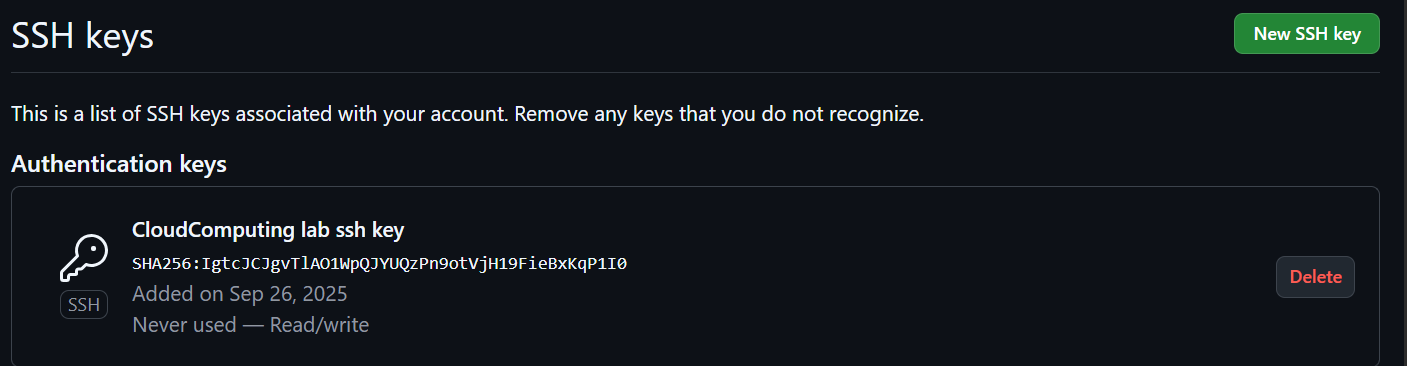 SSH keys
New SSH key
This is a list of SSH keys associated with your account. Remove any keys that you do not recognize.
Authentication keys
CloudComputing lab ssh key
SHA256:IgtcJCJgvTlAO1WpQJYUQzPn9otVjH19FieBxKqP1I0
Added on Sep 26, 2025
Never used — Read/write
SSH
Delete